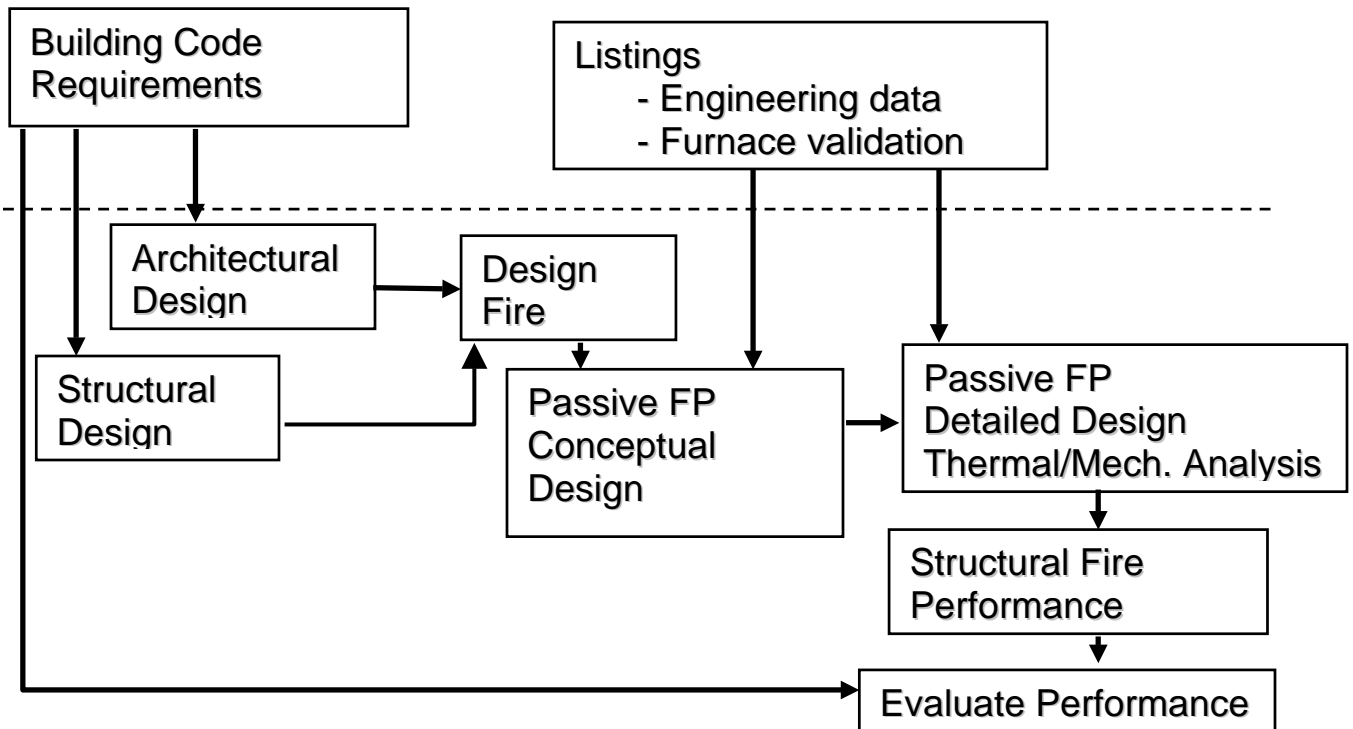 Building Code
Requirements
Listings
- Engineering data
- Furnace validation
Architectural
Design
Design
Fire
Structural
Design
Passive FP
Conceptual
Design
Passive FP
Detailed Design
Thermal/Mech. Analysis
Structural Fire
Performance
Evaluate Performance